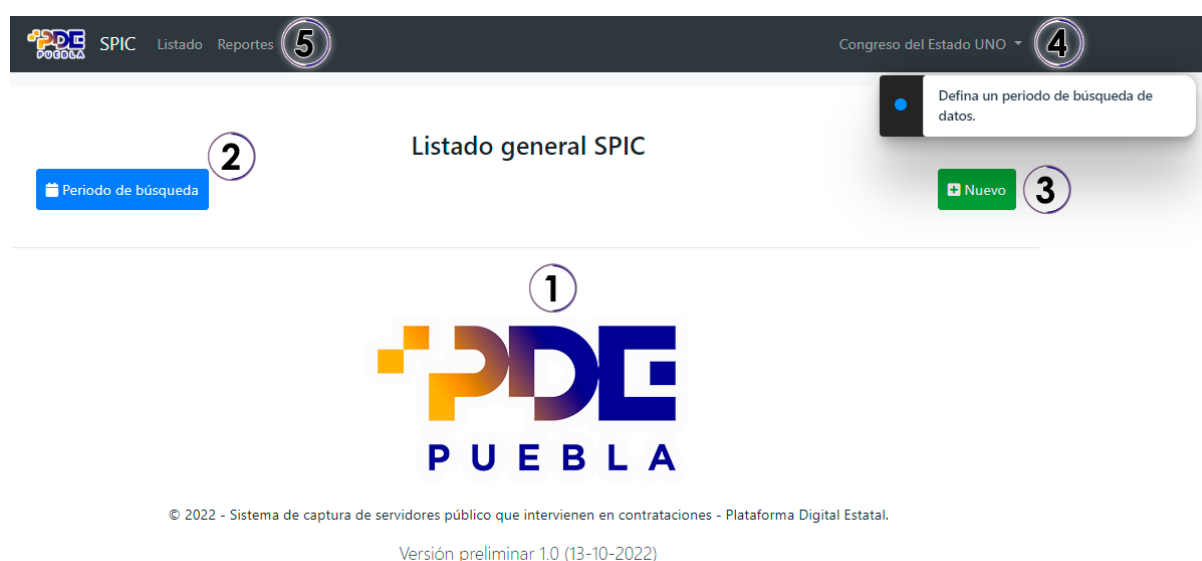 PDE PUEBLA SPIC Listado Reportes 5 Congreso del Estado UNO 4
Defina un periodo de búsqueda de
datos.
2 Listado general SPIC
Periodo de búsqueda Nuevo 3
1
PDE
PUEBLA
© 2022 - Sistema de captura de servidores público que intervienen en contrataciones - Plataforma Digital Estatal.
Versión preliminar 1.0 (13-10-2022)